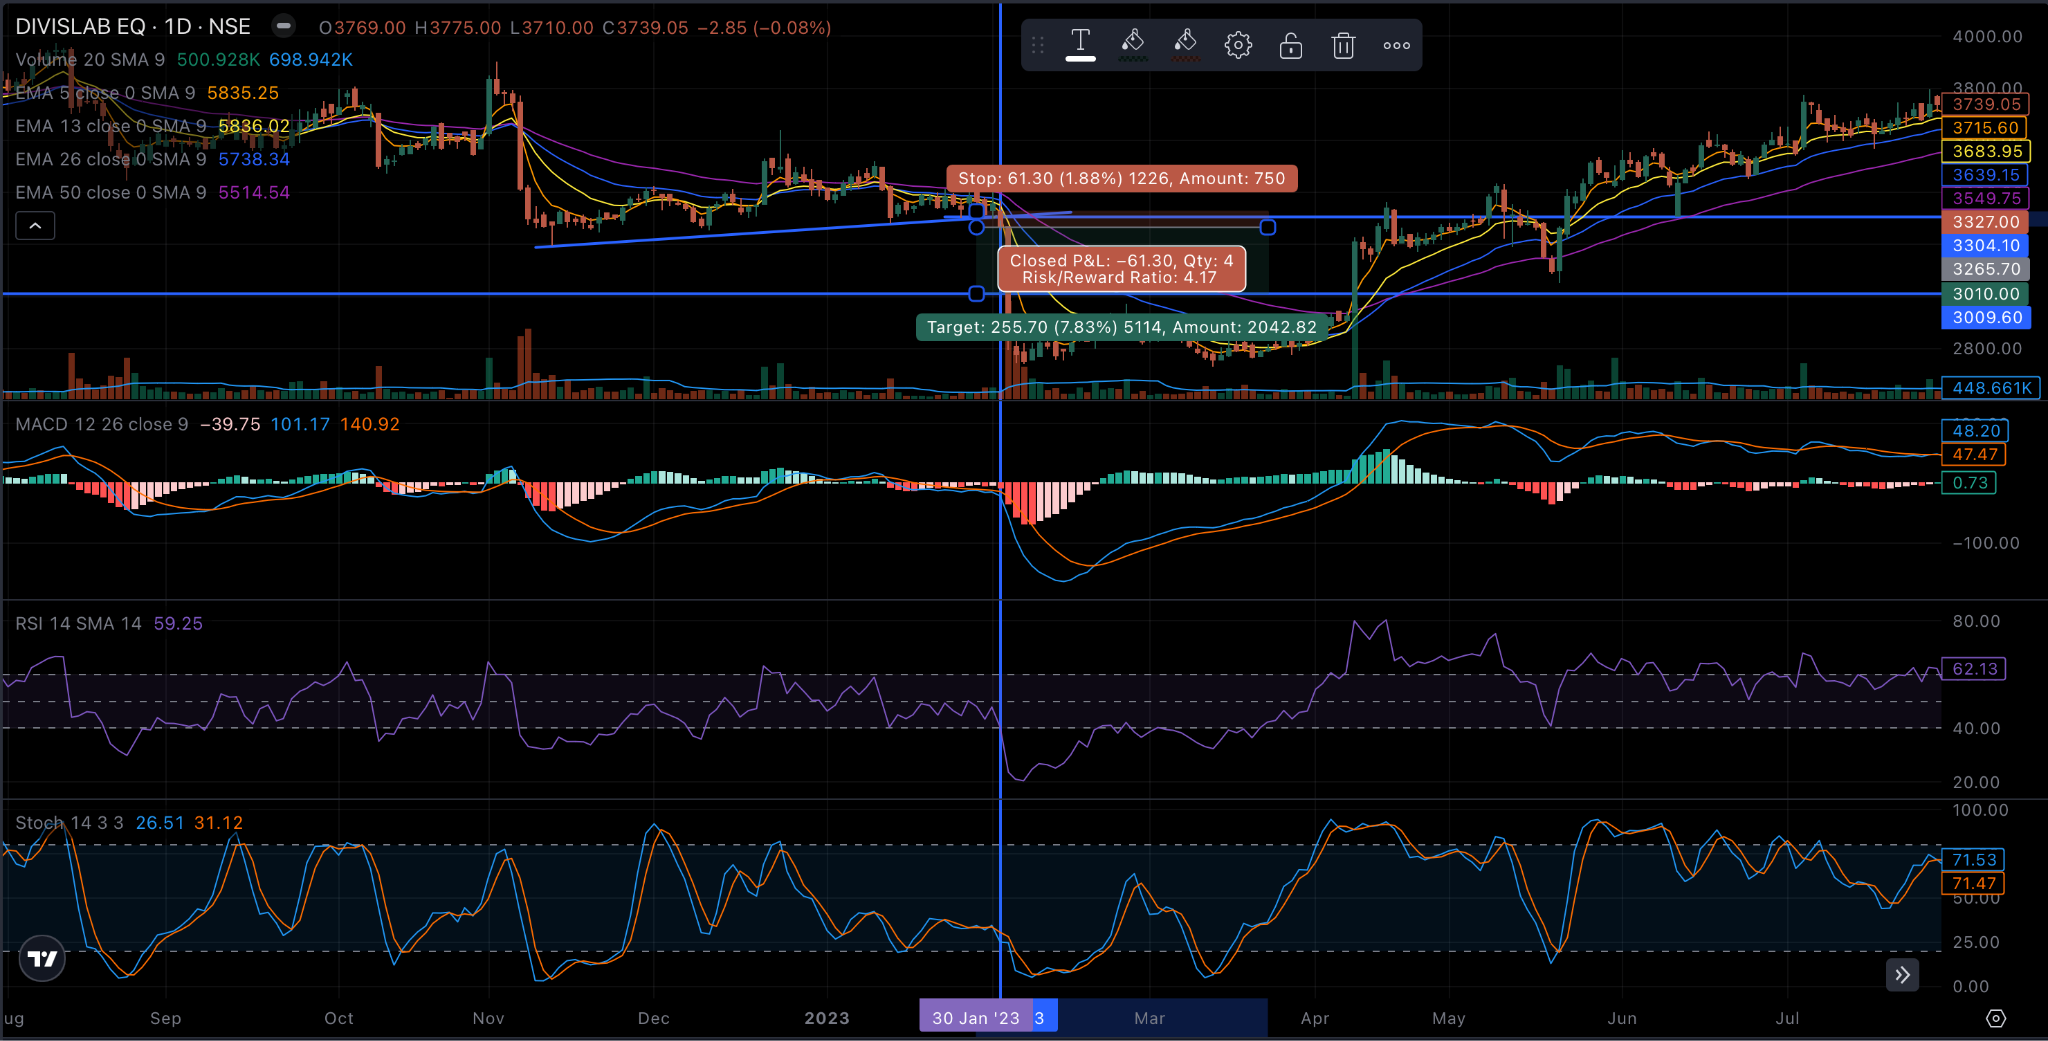 DIVISLAB EQ · 1D · NSE O3769.00 H3775.00 L3710.00 C3739.05 −2.85 (−0.08%)
Volume 20 SMA 9 500.928K 698.942K
EMA 5 close 0 SMA 9 5835.25
EMA 13 close 0 SMA 9 5836.02
EMA 26 close 0 SMA 9 5738.34
EMA 50 close 0 SMA 9 5514.54
T
4000.00
3800.00
3739.05
3715.60
3683.95
3639.15
3549.75
3327.00
3304.10
3265.70
3010.00
3009.60
2800.00
448.661K
Stop: 61.30 (1.88%) 1226, Amount: 750
Closed P&L: −61.30, Qty: 4
Risk/Reward Ratio: 4.17
Target: 255.70 (7.83%) 5114, Amount: 2042.82
MACD 12 26 close 9 −39.75 101.17 140.92
48.20
47.47
0.73
−100.00
RSI 14 SMA 14 59.25
80.00
62.13
40.00
20.00
Stoch 14 3 3 26.51 31.12
100.00
71.53
71.47
50.00
25.00
0.00
ug Sep Oct Nov Dec 2023 30 Jan '23 3 Mar Apr May Jun Jul